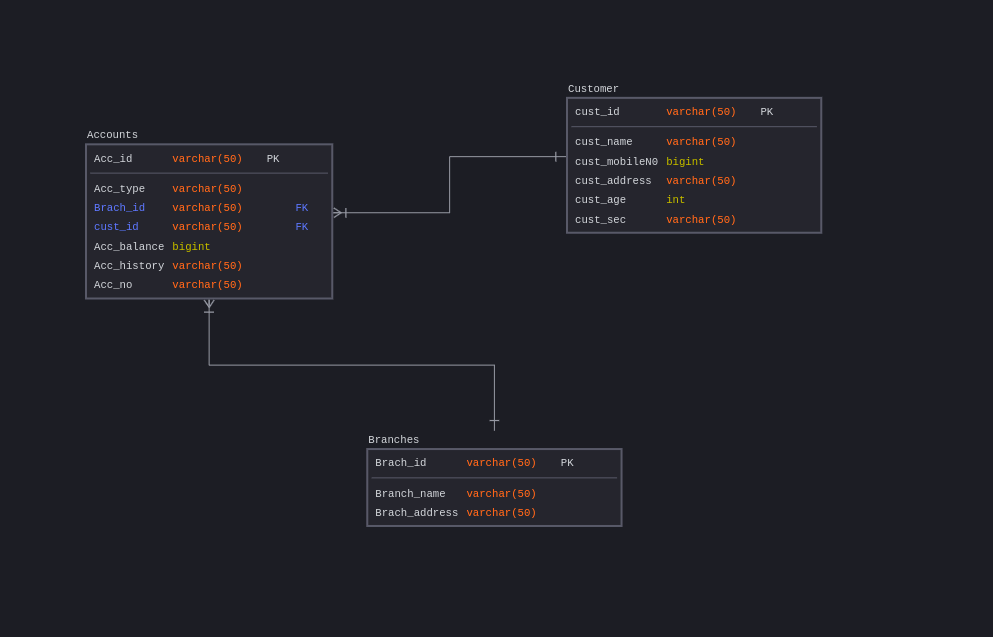 Customer
cust_id varchar(50) PK
cust_name varchar(50)
cust_mobileN0 bigint
cust_address varchar(50)
cust_age int
cust_sec varchar(50)
Accounts
Acc_id varchar(50) PK
Acc_type varchar(50)
Brach_id varchar(50) FK
cust_id varchar(50) FK
Acc_balance bigint
Acc_history varchar(50)
Acc_no varchar(50)
Branches
Brach_id varchar(50) PK
Branch_name varchar(50)
Brach_address varchar(50)